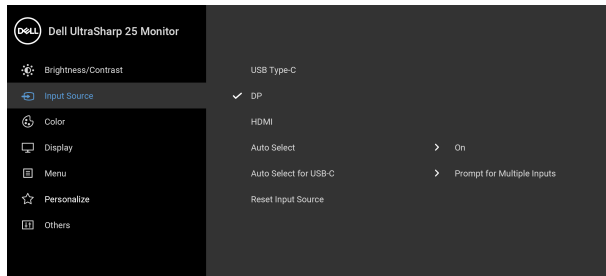 DELL Dell UltraSharp 25 Monitor
Brightness/Contrast USB Type-C
Input Source DP
Color HDMI
Display Auto Select On
Menu Auto Select for USB-C Prompt for Multiple Inputs
Personalize Reset Input Source
Others